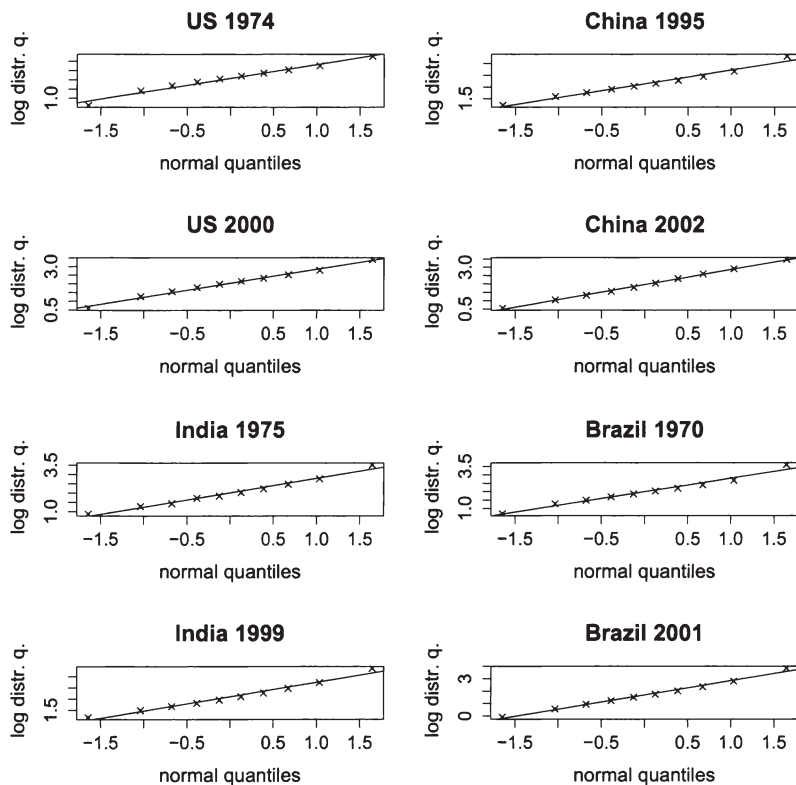 US 1974
log distr. q.
1.0
−1.5 −0.5 0.5 1.0 1.5
normal quantiles
China 1995
log distr. q.
1.5
−1.5 −0.5 0.5 1.0 1.5
normal quantiles
US 2000
log distr. q.
0.5 3.0
−1.5 −0.5 0.5 1.0 1.5
normal quantiles
China 2002
log distr. q.
0.5 3.0
−1.5 −0.5 0.5 1.0 1.5
normal quantiles
India 1975
log distr. q.
1.0 3.5
−1.5 −0.5 0.5 1.0 1.5
normal quantiles
Brazil 1970
log distr. q.
1.0 3.5
−1.5 −0.5 0.5 1.0 1.5
normal quantiles
India 1999
log distr. q.
1.5
−1.5 −0.5 0.5 1.0 1.5
normal quantiles
Brazil 2001
log distr. q.
0 3
−1.5 −0.5 0.5 1.0 1.5
normal quantiles